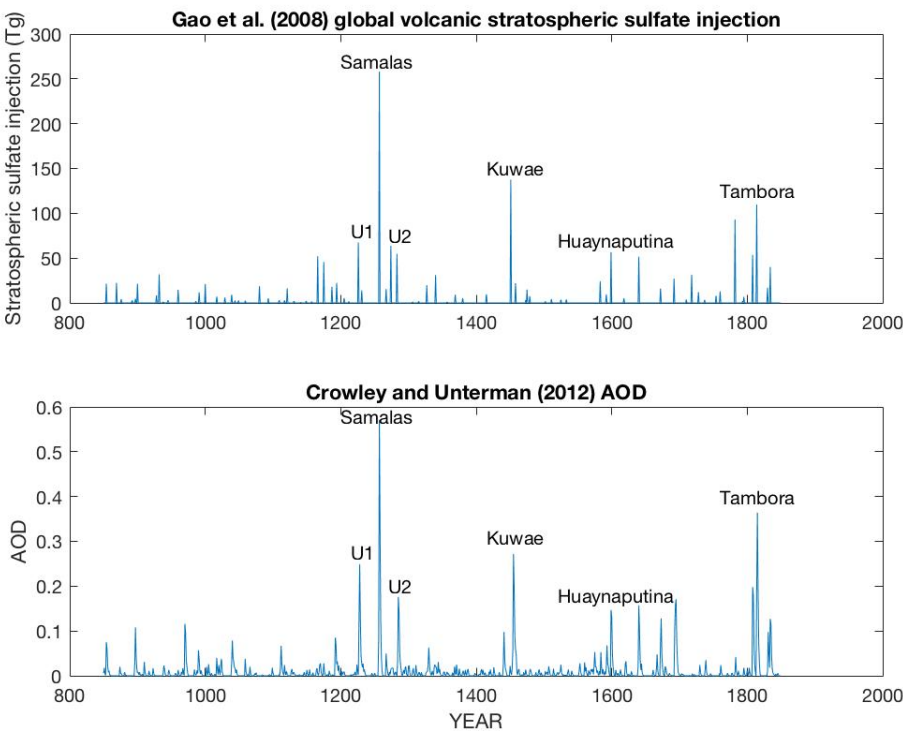 Gao et al. (2008) global volcanic stratospheric sulfate injection
Stratospheric sulfate injection (Tg)
300
250
200
150
100
50
0
Samalas
Kuwae
Tambora
U1
U2
Huaynaputina
800
1000
1200
1400
1600
1800
2000
Crowley and Unterman (2012) AOD
AOD
0.6
0.5
0.4
0.3
0.2
0.1
0
Samalas
Tambora
Kuwae
U1
U2
Huaynaputina
800
1000
1200
1400
1600
1800
2000
YEAR